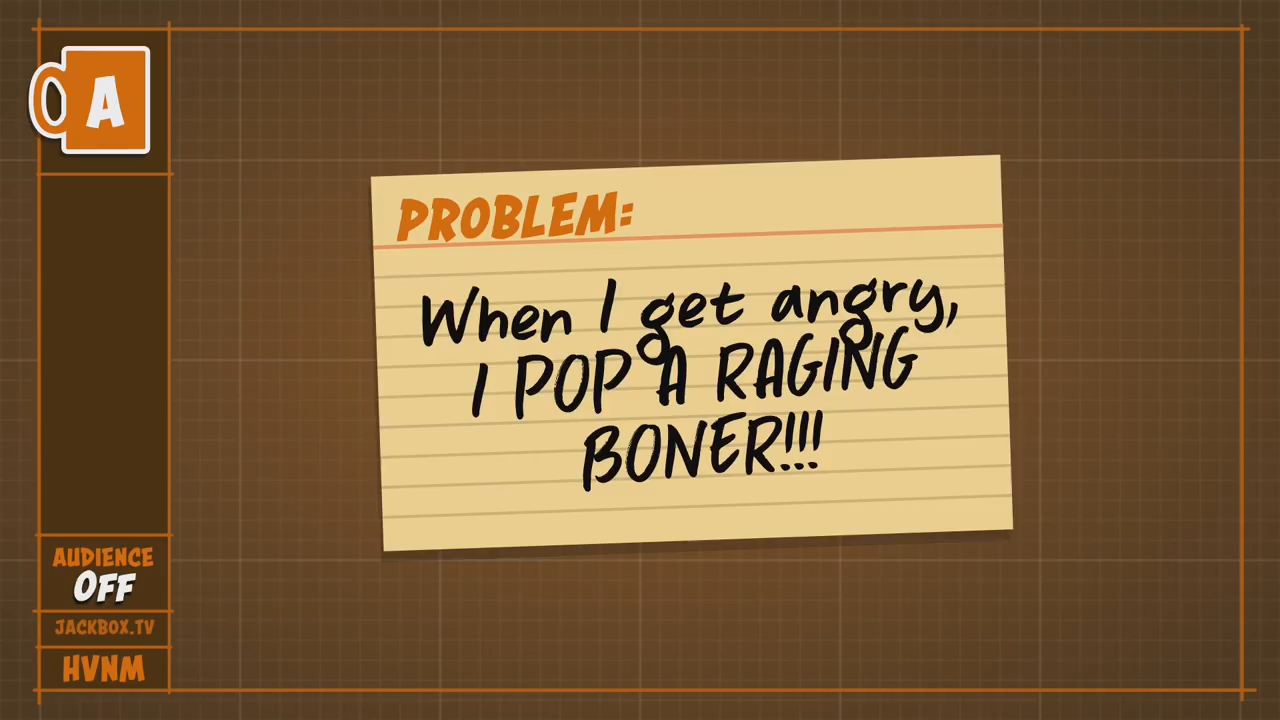 A
PROBLEM:
When I get angry,
I POP A RAGING
BONER!!!
AUDIENCE
OFF
JACKBOX.TV
HVNM